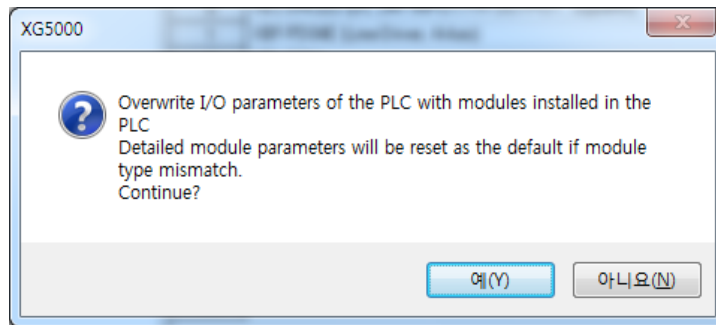 XG5000
Overwrite I/O parameters of the PLC with modules installed in the
PLC
Detailed module parameters will be reset as the default if module
type mismatch.
Continue?
예(Y)
아니요(N)